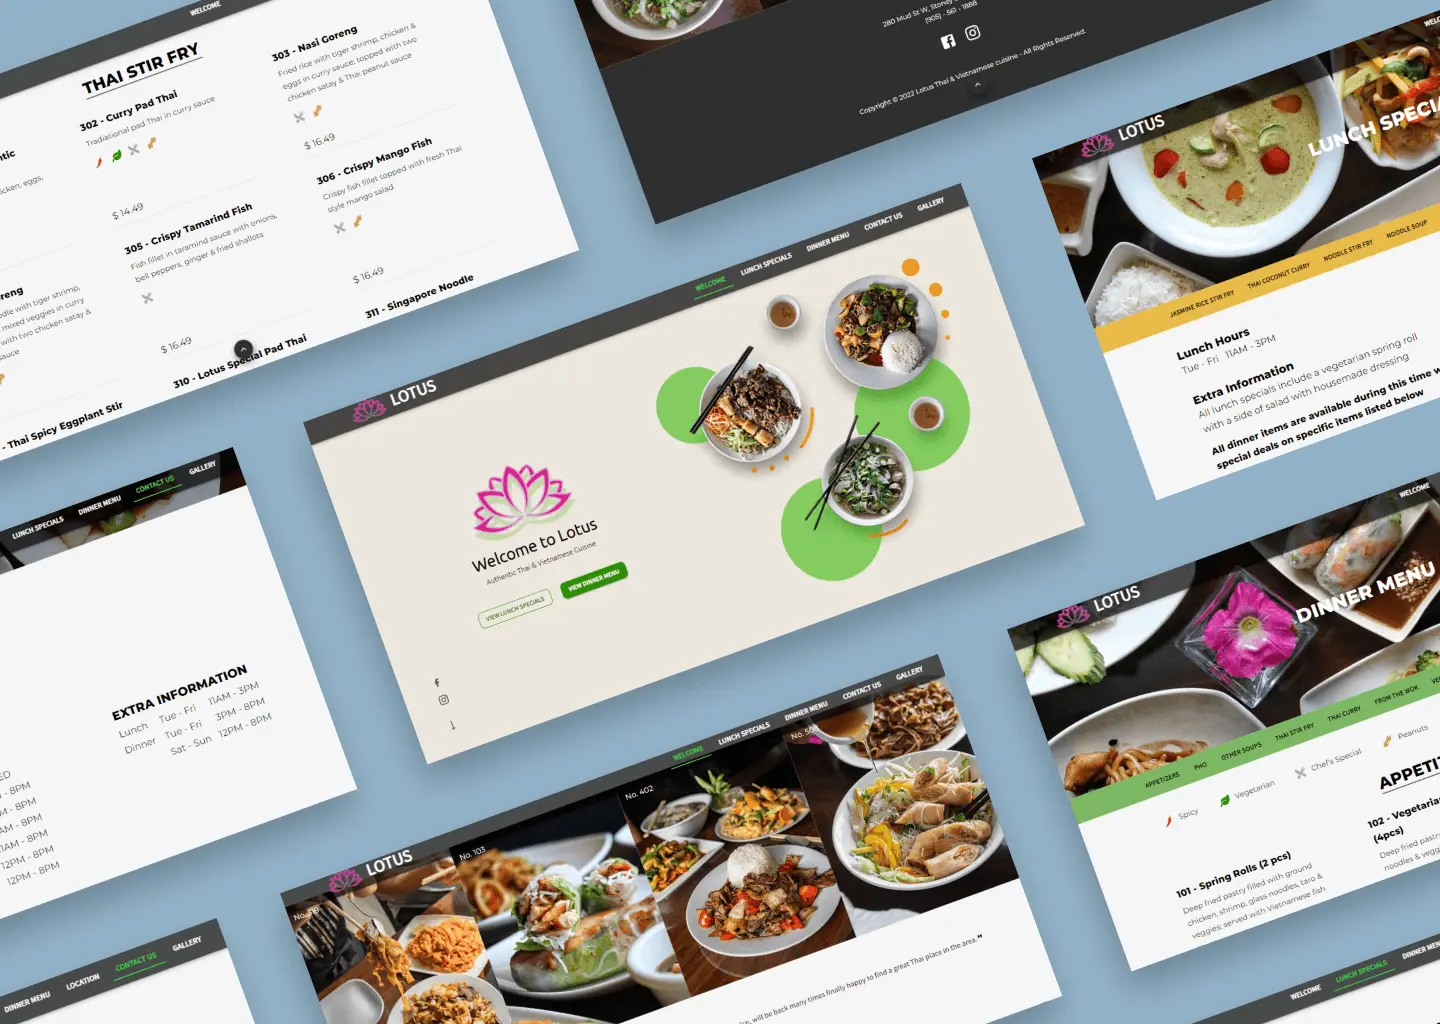 WELCOME
THAI STIR FRY
302 - Curry Pad Thai
Tradiational pad Thai in curry sauce
$ 14.49
303 - Nasi Goreng
Fried rice with tiger shrimp, chicken &
eggs in curry sauce; topped with two
chicken satay & Thai peanut sauce
$ 16.49
305 - Crispy Tamarind Fish
Fish fillet in taramind sauce with onions,
bell peppers, ginger & fried shallots
$ 16.49
306 - Crispy Mango Fish
Crispy fish fillet topped with fresh Thai
style mango salad
$ 16.49
310 - Lotus Special Pad Thai
311 - Singapore Noodle
- Thai Spicy Eggplant Stir
with tiger shrimp,
mixed veggies in curry
with two chicken satay &
sauce
280 Mud St W, Stoney
(905) - 561 - 1888
Copyright © 2022 Lotus Thai & Vietnamese cuisine - All Rights Reserved.
LOTUS
LUNCH
JASMINE RICE STIR FRY
THAI COCONUT CURRY
NOODLE STIR FRY
NOODLE SOUP
Lunch Hours
Tue - Fri 11AM - 3PM
Extra Information
All lunch specials include a vegetarian spring roll
with a side of salad with housemade dressing
All dinner items are available during this time
special deals on specific items listed below
LOTUS
WELCOME
LUNCH SPECIALS
DINNER MENU
CONTACT US
GALLERY
Welcome to Lotus
Authentic Thai & Vietnamese Cuisine
VIEW LUNCH SPECIALS
VIEW DINNER MENU
LUNCH SPECIALS
DINNER MENU
CONTACT US
GALLERY
EXTRA INFORMATION
Lunch Tue - Fri 11AM - 3PM
Dinner Tue - Fri 3PM - 8PM
Sat - Sun 12PM - 8PM
- 8PM
- 8PM
- 8PM
11AM - 8PM
12PM - 8PM
12PM - 8PM
WELCOME
LOTUS
DINNER MENU
APPETIZERS
PHO
OTHER SOUPS
THAI STIR FRY
THAI CURRY
FROM THE WOK
Spicy
Vegetarian
Chef's Special
Peanuts
101 - Spring Rolls (2 pcs)
Deep fried pastry filled with ground
chicken, shrimp, glass noodles, taro &
veggies; served with Vietnamese fish
102 -
(4pcs)
Deep fried
noodles &
LOTUS
WELCOME
LUNCH SPECIALS
DINNER MENU
CONTACT US
GALLERY
No. 103
No. 402
will be back many times finally happy to find a great Thai place in the area.”
DINNER MENU
LOCATION
CONTACT US
GALLERY
WELCOME
LUNCH SPECIALS